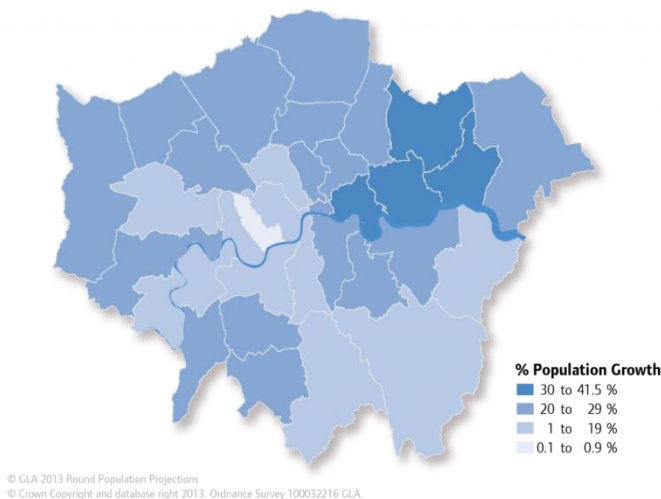 % Population Growth
30 to 41.5 %
20 to 29 %
1 to 19 %
0.1 to 0.9 %
© GLA 2013 Round Population Projections
© Crown Copyright and database right 2013. Ordnance Survey 100032216 GLA.